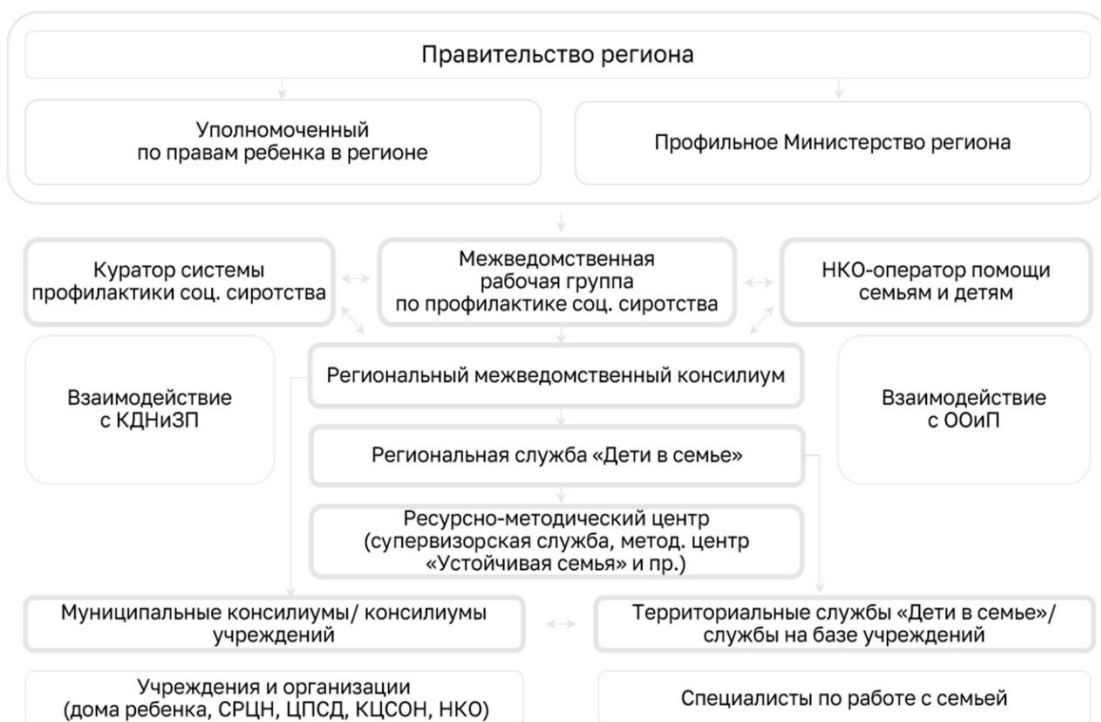 Правительство региона
Уполномоченный
по правам ребенка в регионе
Профильное Министерство региона
Куратор системы
профилактики соц. сиротства
Межведомственная
рабочая группа
по профилактике соц. сиротства
НКО-оператор помощи
семьям и детям
Региональный межведомственный консилиум
Взаимодействие
с КДНиЗП
Взаимодействие
с ООиП
Региональная служба «Дети в семье»
Ресурсно-методический центр
(супервизорская служба, метод. центр
«Устойчивая семья» и пр.)
Муниципальные консилиумы/ консилиумы
учреждений
Территориальные службы «Дети в семье»/
службы на базе учреждений
Учреждения и организации
(дома ребенка, СРЦН, ЦПСД, КЦСОН, НКО)
Специалисты по работе с семьей